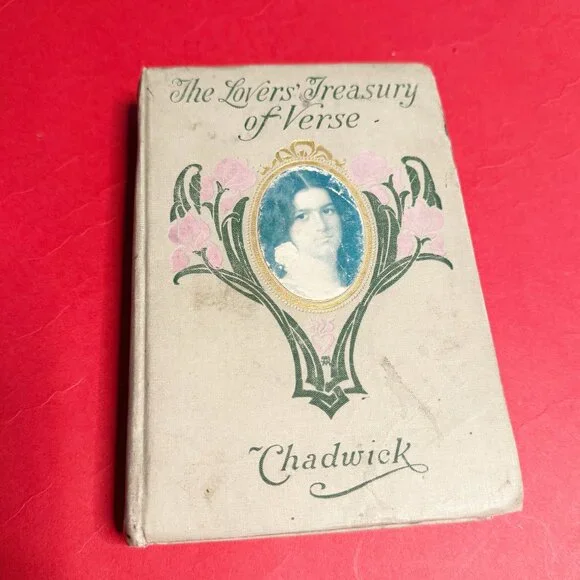 The Lovers' Treasury
of Verse
Chadwick